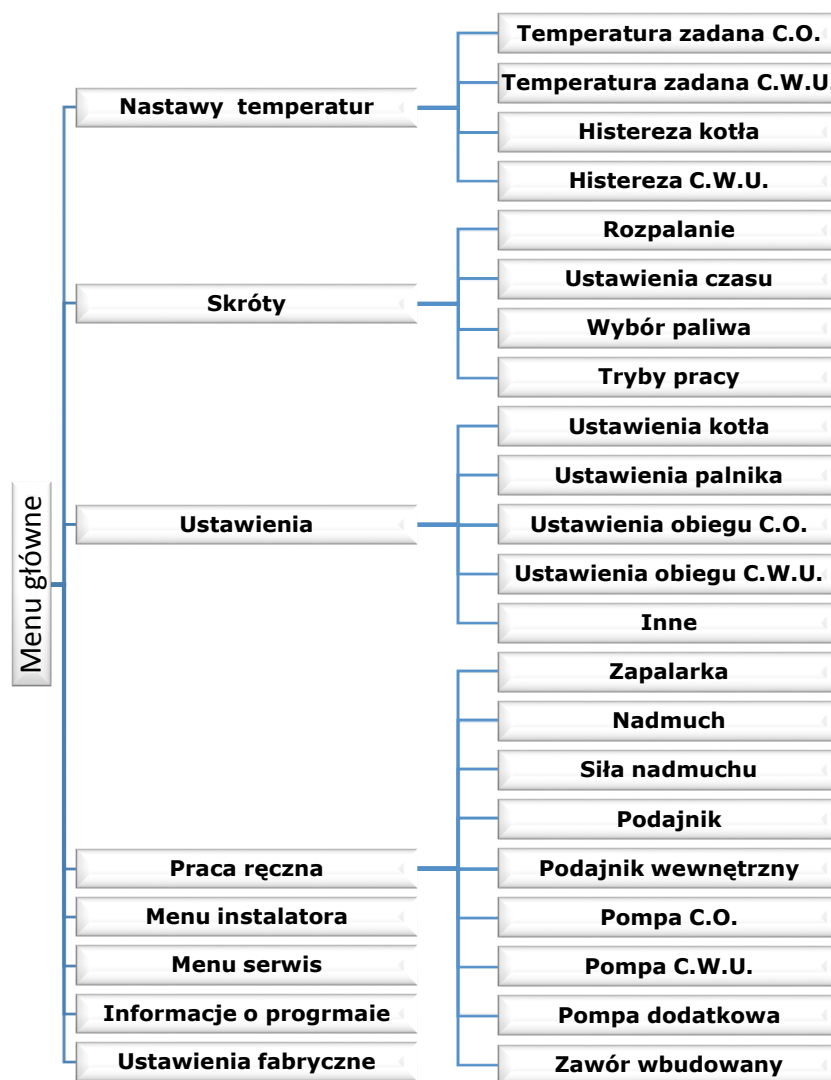 Menu główne
Nastawy temperatur
Temperatura zadana C.O.
Temperatura zadana C.W.U.
Histereza kotła
Histereza C.W.U.
Skróty
Rozpalanie
Ustawienia czasu
Wybór paliwa
Tryby pracy
Ustawienia
Ustawienia kotła
Ustawienia palnika
Ustawienia obiegu C.O.
Ustawienia obiegu C.W.U.
Inne
Praca ręczna
Zapalarka
Nadmuch
Siła nadmuchu
Podajnik
Podajnik wewnętrzny
Pompa C.O.
Pompa C.W.U.
Pompa dodatkowa
Zawór wbudowany
Menu instalatora
Menu serwis
Informacje o progrmaie
Ustawienia fabryczne